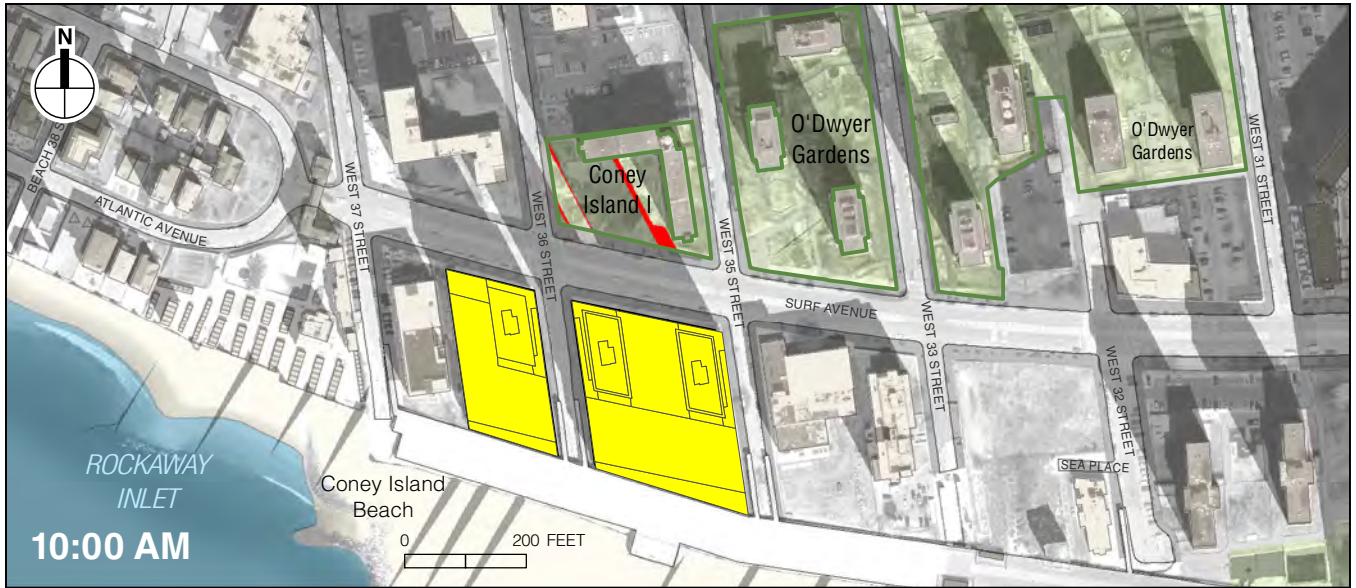 N
BEACH 38 S
ATLANTIC AVENUE
WEST 37 STREET
WEST 36 STREET
Coney
Island I
WEST 35 STREET
O'Dwyer
Gardens
O'Dwyer
Gardens
WEST 31 STREET
SURF AVENUE
WEST 33 STREET
WEST 32 STREET
SEA PLACE
ROCKAWAY
INLET
Coney Island
Beach
0 200 FEET
10:00 AM